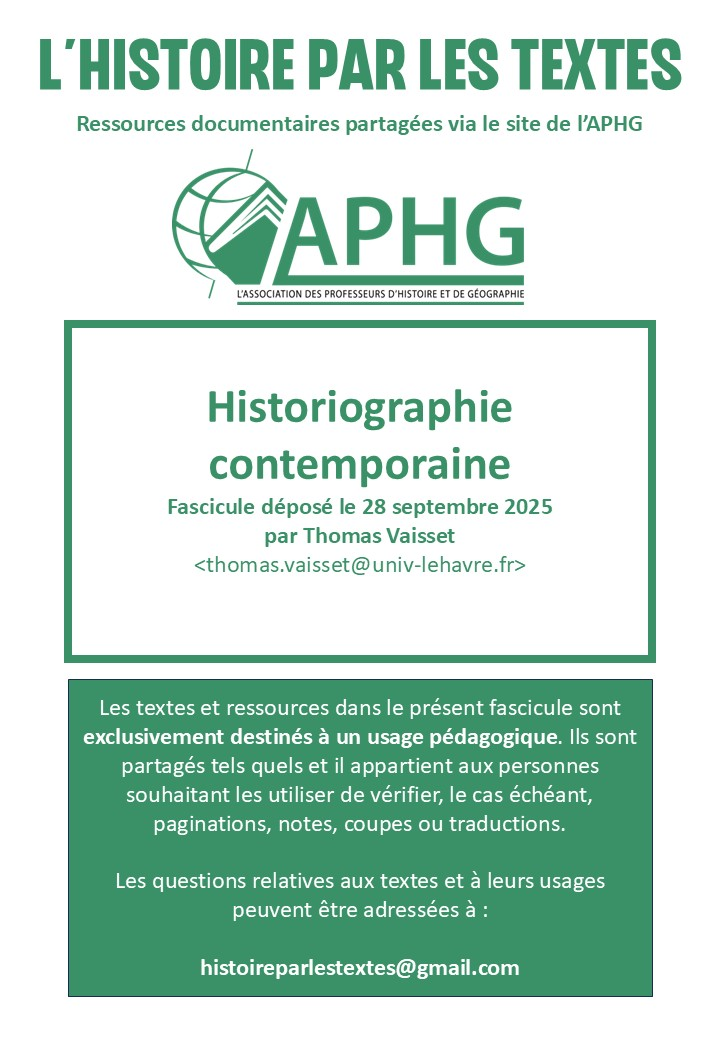 L'HISTOIRE PAR LES TEXTES
Ressources documentaires partagées via le site de l’APHG
APHG
L'ASSOCIATION DES PROFESSEURS D'HISTOIRE ET DE GÉOGRAPHIE
Historiographie
contemporaine
Fascicule déposé le 28 septembre 2025
par Thomas Vaisset
<thomas.vaisset@univ-lehavre.fr>
Les textes et ressources dans le présent fascicule sont
exclusivement destinés à un usage pédagogique. Ils sont
partagés tels quels et il appartient aux personnes
souhaitant les utiliser de vérifier, le cas échéant,
paginations, notes, coupes ou traductions.
Les questions relatives aux textes et à leurs usages
peuvent être adressées à :
histoireparlestextes@gmail.com